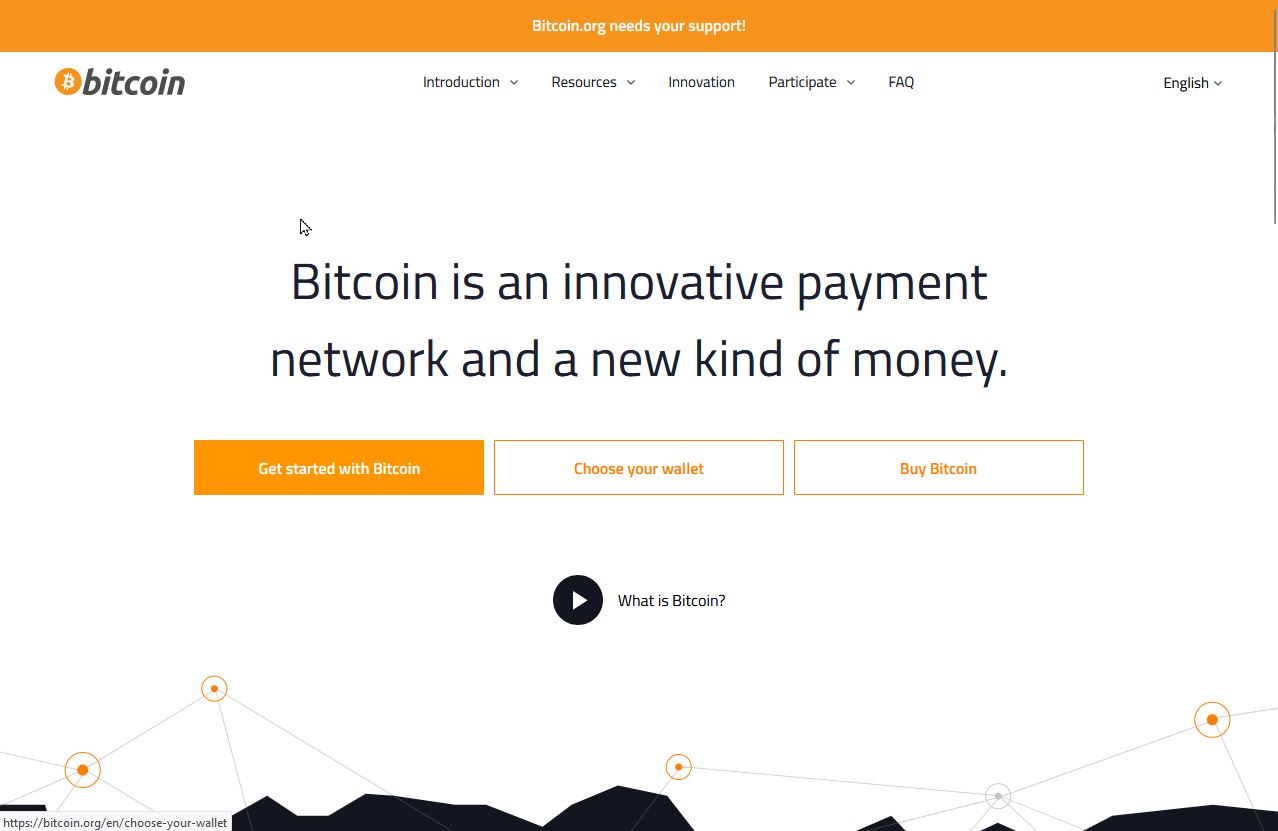 Bitcoin.org needs your support!
bitcoin
Introduction
Resources
Innovation
Participate
FAQ
English
Bitcoin is an innovative payment
network and a new kind of money.
Get started with Bitcoin
Choose your wallet
Buy Bitcoin
What is Bitcoin?
https://bitcoin.org/en/choose-your-wallet